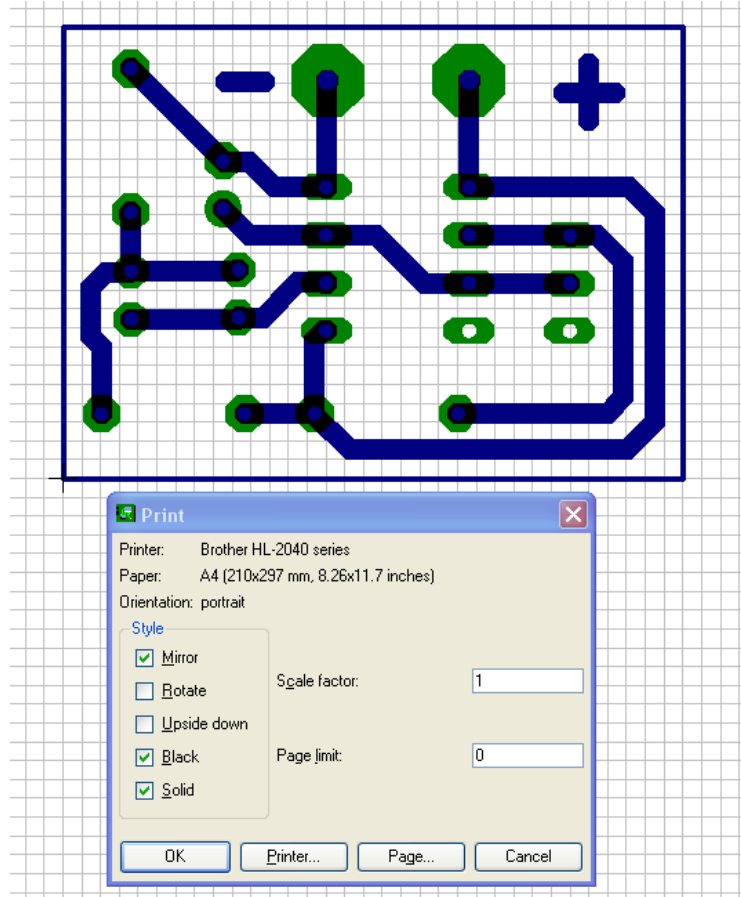 Print
Printer: Brother HL-2040 series
Paper: A4 (210x297 mm, 8.26x11.7 inches)
Orientation: portrait
Style
Mirror
Rotate
Scale factor: 1
Upside down
Black
Page limit: 0
Solid
OK Printer... Page... Cancel